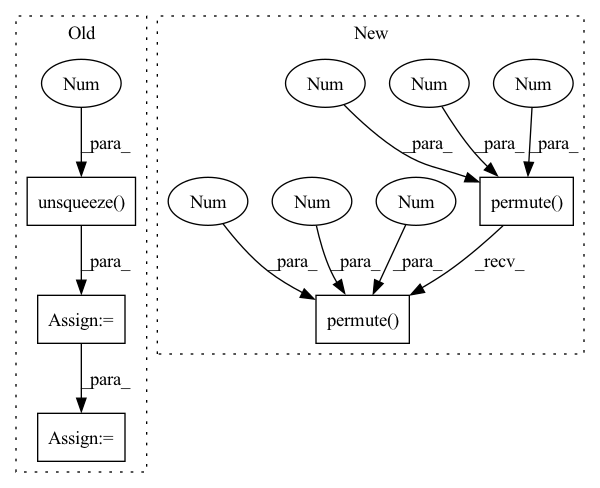 Old
New
Num
Num
Num
Num
_para_
_para_
_para_
_para_
unsqueeze()
Num
Num
Num
permute()
_para_
_para_
_para_
_para_
_recv_
Assign:=
permute()
_para_
Assign:=